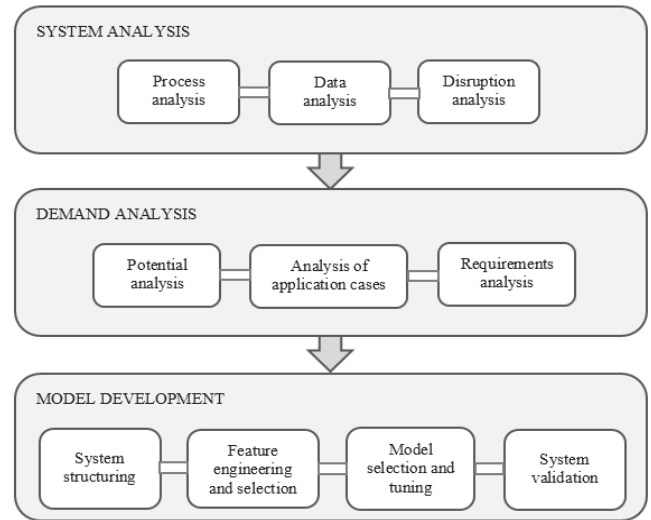 SYSTEM ANALYSIS
Process
analysis
Data
analysis
Disruption
analysis
DEMAND ANALYSIS
Potential
analysis
Analysis of
application cases
Requirements
analysis
MODEL DEVELOPMENT
System
structuring
Feature
engineering
and selection
Model
selection and
tuning
System
validation